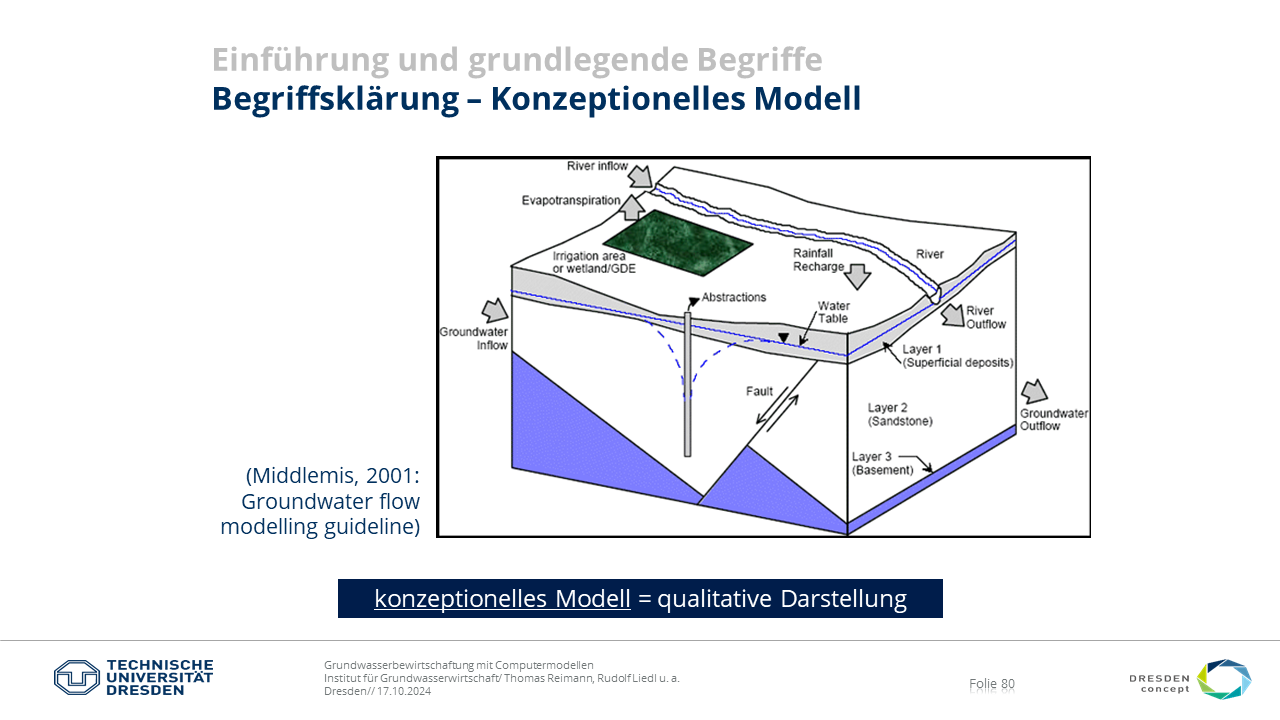 Einführung und grundlegende Begriffe
Begriffsklärung – Konzeptionelles Modell
River inflow
Evapotranspiration
Irrigation area
or wetland/GDE
Rainfall
Recharge
River
Abstractions
Water
Table
River
Outflow
Groundwater
Inflow
Layer 1
(Superficial deposits)
Fault
Layer 2
(Sandstone)
Groundwater
Outflow
Layer 3
(Basement)
(Middlemis, 2001:
Groundwater flow
modelling guideline)
konzeptionelles Modell = qualitative Darstellung
TECHNISCHE
UNIVERSITÄT
DRESDEN
Grundwasserbewirtschaftung mit Computermodellen
Institut für Grundwasserwirtschaft/ Thomas Reimann, Rudolf Liedl u. a.
Dresden// 17.10.2024
Folie 80
DRESDEN
concept